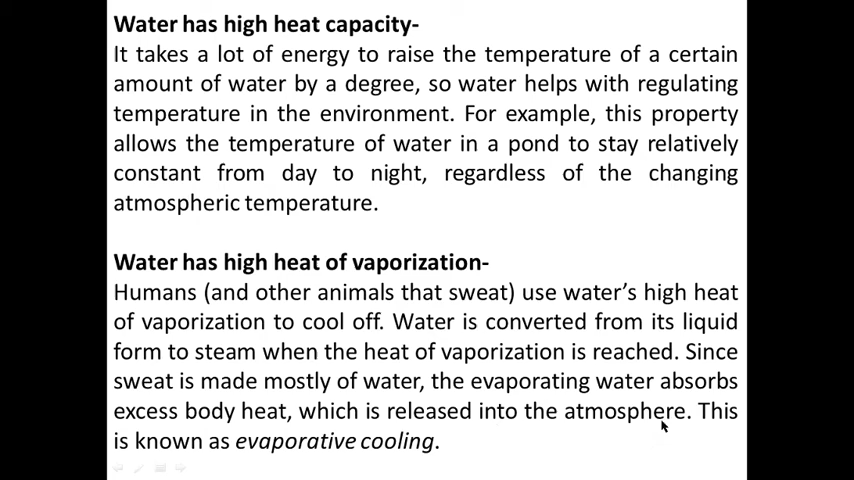 Water has high heat capacity-
It takes a lot of energy to raise the temperature of a certain
amount of water by a degree, so water helps with regulating
temperature in the environment. For example, this property
allows the temperature of water in a pond to stay relatively
constant from day to night, regardless of the changing
atmospheric temperature.
Water has high heat of vaporization-
Humans (and other animals that sweat) use water’s high heat
of vaporization to cool off. Water is converted from its liquid
form to steam when the heat of vaporization is reached. Since
sweat is made mostly of water, the evaporating water absorbs
excess body heat, which is released into the atmosphere. This
is known as evaporative cooling.